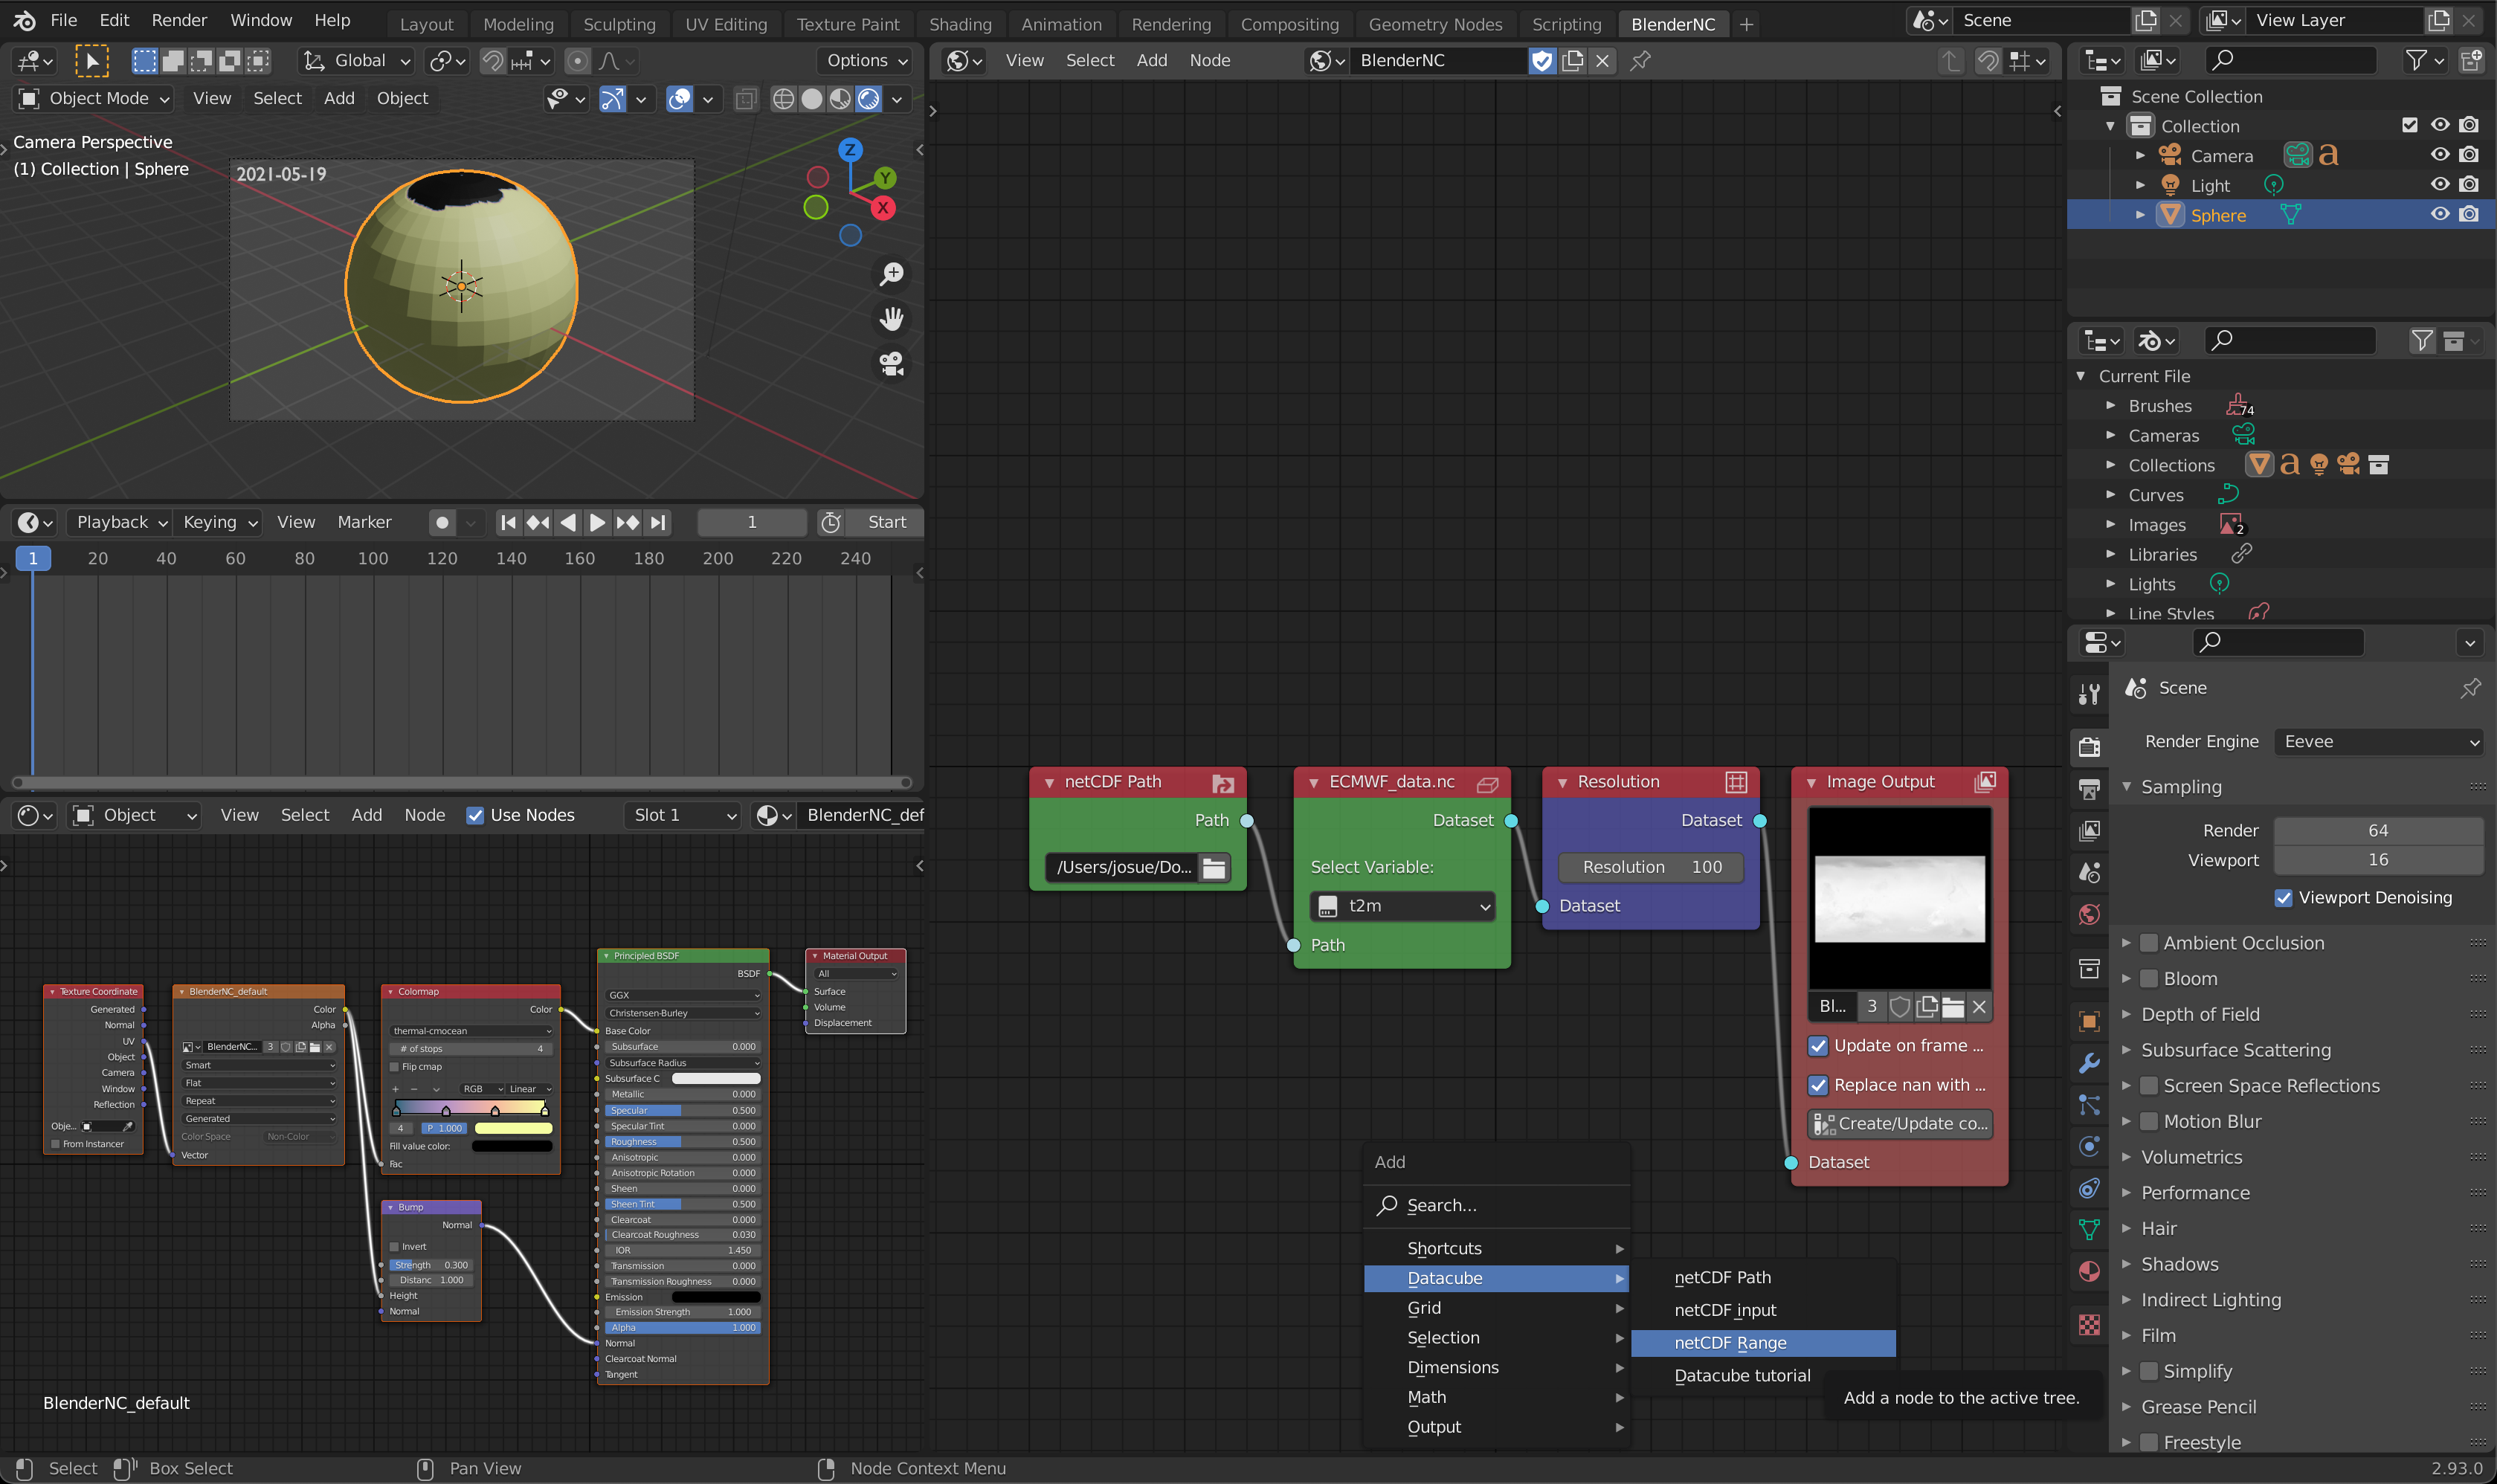 File Edit Render Window Help Layout Modeling Sculpting UV Editing Texture Paint Shading Animation Rendering Compositing Geometry Nodes Scripting BlenderNC Scene View Layer
Global Options View Select Add Node BlenderNC
Object Mode View Select Add Object
Camera Perspective
(1) Collection | Sphere
2021-05-19
Z
Y
X
Scene Collection
Collection
Camera
Light
Sphere
Current File
Brushes 74
Cameras
Collections
Curves
Images 2
Libraries
Lights
Line Styles
Playback Keying View Marker 1 Start
1 20 40 60 80 100 120 140 160 180 200 220 240
Object View Select Add Node Use Nodes Slot 1 BlenderNC_def
Texture Coordinate
Generated
Normal
UV
Object
Camera
Window
Reflection
Obje...
From Instancer
BlenderNC_default
Color
Alpha
BlenderNC... 3
Smart
Flat
Repeat
Generated
Color Space Non-Color
Vector
Colormap
Color
thermal-cmocean
# of stops 4
Flip cmap
RGB Linear
4 P 1.000
Fill value color:
Fac
Bump
Normal
Invert
Strength 0.300
Distanc 1.000
Height
Normal
Principled BSDF
BSDF
GGX
Christensen-Burley
Base Color
Subsurface 0.000
Subsurface Radius
Subsurface C
Metallic 0.000
Specular 0.500
Specular Tint 0.000
Roughness 0.500
Anisotropic 0.000
Anisotropic Rotation 0.000
Sheen 0.000
Sheen Tint 0.500
Clearcoat 0.000
Clearcoat Roughness 0.030
IOR 1.450
Transmission 0.000
Transmission Roughness 0.000
Emission
Emission Strength 1.000
Alpha 1.000
Normal
Clearcoat Normal
Tangent
Material Output
All
Surface
Volume
Displacement
BlenderNC_default
netCDF Path
Path
/Users/josue/Do...
ECMWF_data.nc
Dataset
Select Variable:
t2m
Path
Resolution
Dataset
Resolution 100
Dataset
Image Output
Bl... 3
Update on frame ...
Replace nan with ...
Create/Update co...
Dataset
Add
Search...
Shortcuts
Datacube
Grid
Selection
Dimensions
Math
Output
netCDF Path
netCDF input
netCDF Range
Datacube tutorial
Add a node to the active tree.
Scene
Render Engine Eevee
Sampling
Render 64
Viewport 16
Viewport Denoising
Ambient Occlusion
Bloom
Depth of Field
Subsurface Scattering
Screen Space Reflections
Motion Blur
Volumetrics
Performance
Hair
Shadows
Indirect Lighting
Film
Simplify
Grease Pencil
Freestyle
Select Box Select Pan View Node Context Menu 2.93.0